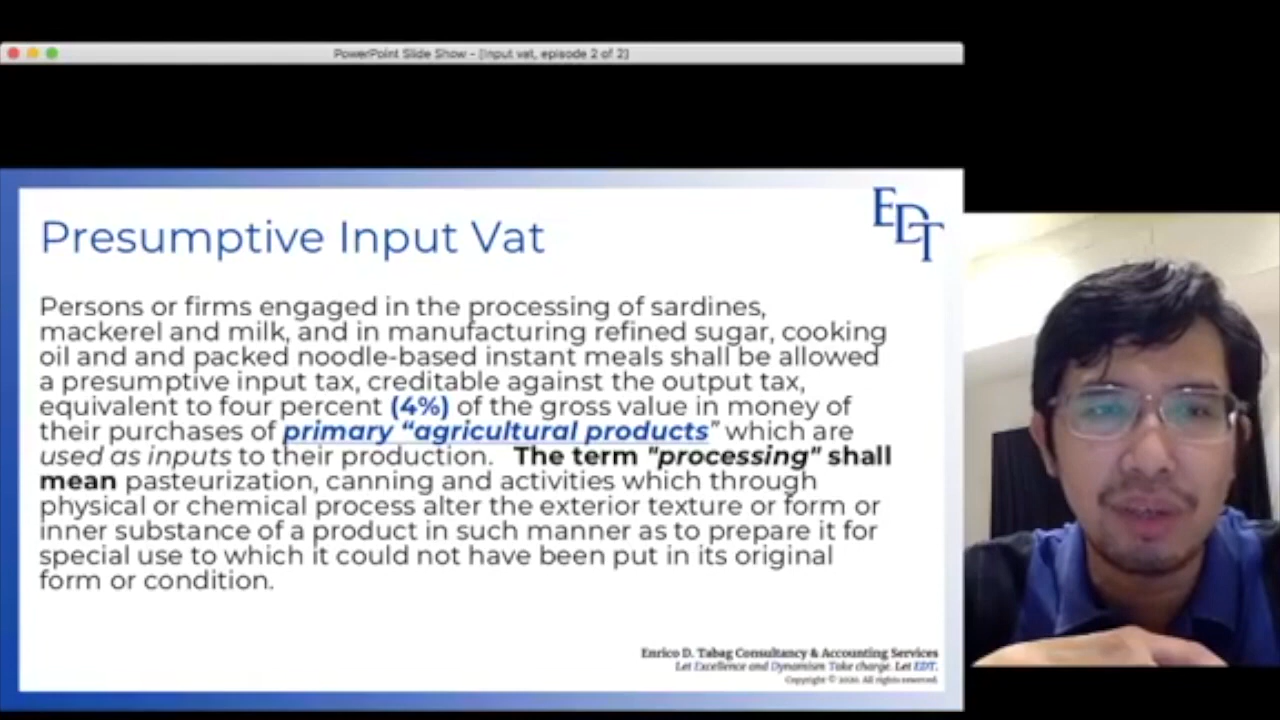 PowerPoint Slide Show - [Input vat, episode 2 of 2]
EDT
Presumptive Input Vat
Persons or firms engaged in the processing of sardines,
mackerel and milk, and in manufacturing refined sugar, cooking
oil and and packed noodle-based instant meals shall be allowed
a presumptive input tax, creditable against the output tax,
equivalent to four percent (4%) of the gross value in money of
their purchases of primary “agricultural products” which are
used as inputs to their production. The term "processing" shall
mean pasteurization, canning and activities which through
physical or chemical process alter the exterior texture or form or
inner substance of a product in such manner as to prepare it for
special use to which it could not have been put in its original
form or condition.
Enrico D. Tabag Consultancy & Accounting Services
Let Excellence and Dynamism Take charge. Let EDT.
Copyright © 2020. All rights reserved.